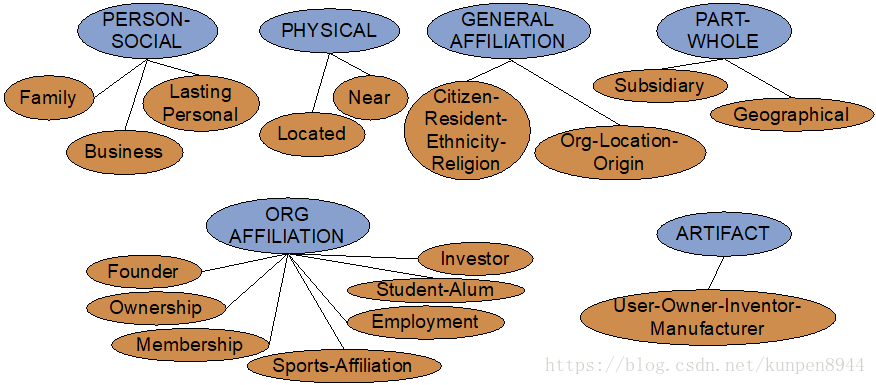 PERSON-
SOCIAL
Family
Business
Lasting
Personal
PHYSICAL
Located
Near
GENERAL
AFFILIATION
Citizen-
Resident-
Ethnicity-
Religion
Org-Location-
Origin
PART-
WHOLE
Subsidiary
Geographical
ORG
AFFILIATION
Founder
Ownership
Membership
Sports-Affiliation
Employment
Student-Alum
Investor
ARTIFACT
User-Owner-Inventor-
Manufacturer
https://blog.csdn.net/kunpen8944